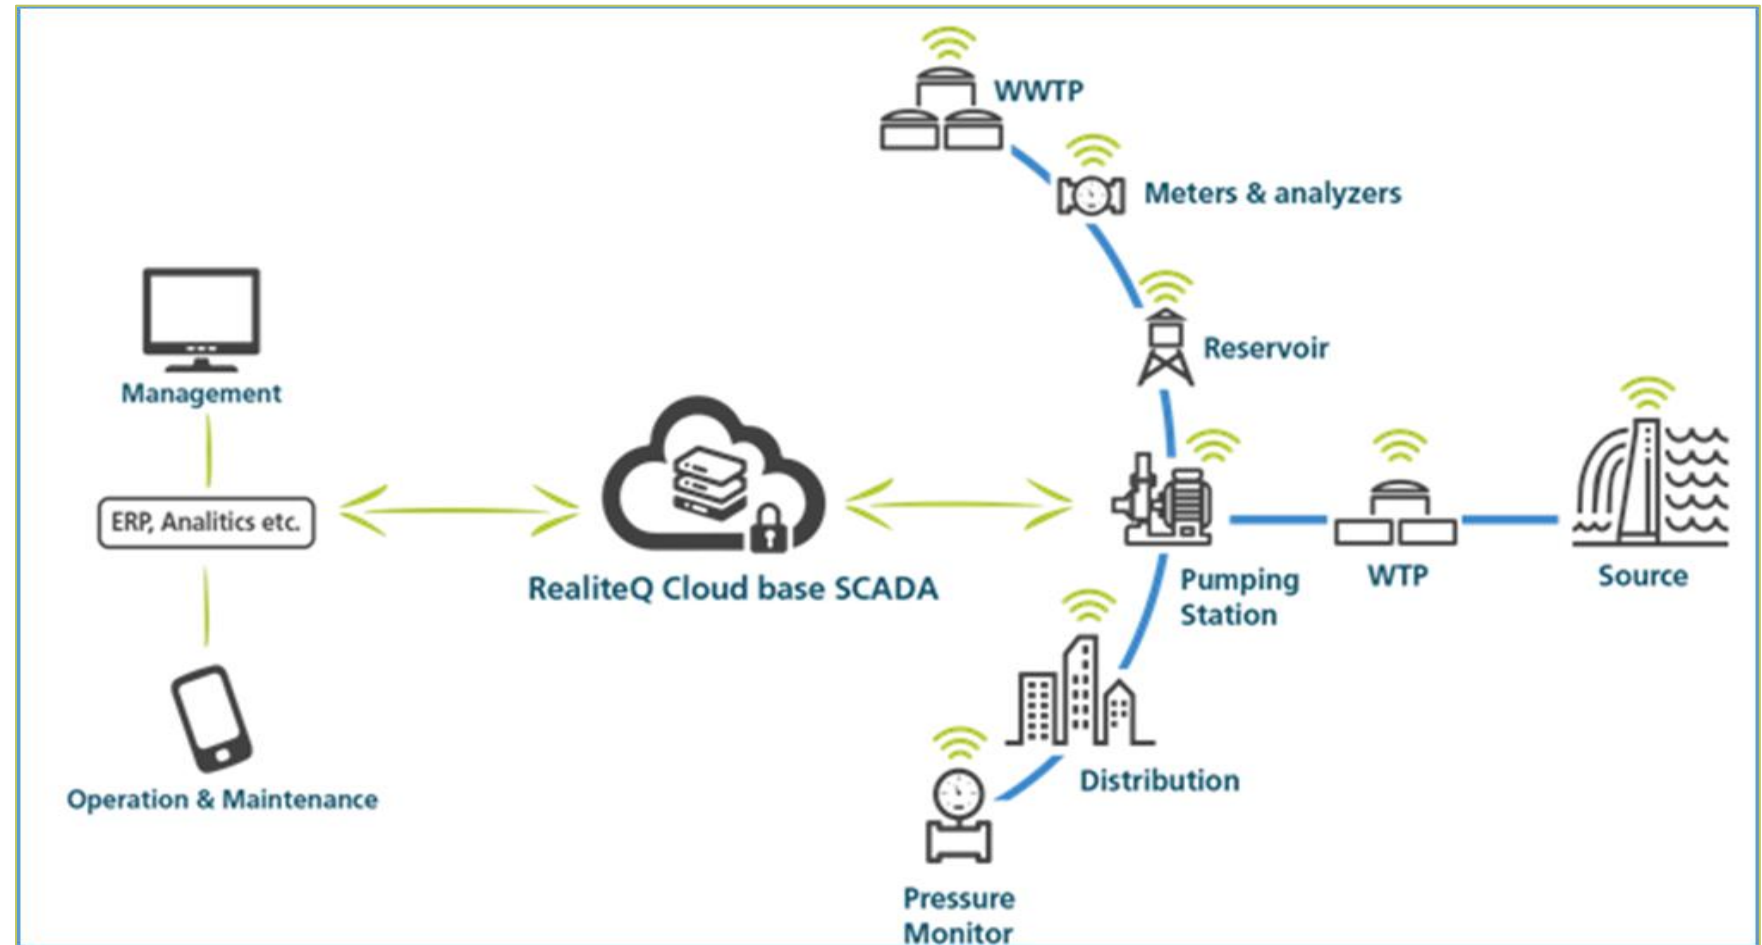 WWTP
Meters & analyzers
Management
Reservoir
ERP, Analitics etc.
RealiteQ Cloud base SCADA
Pumping
Station
WTP
Source
Operation & Maintenance
Distribution
Pressure
Monitor